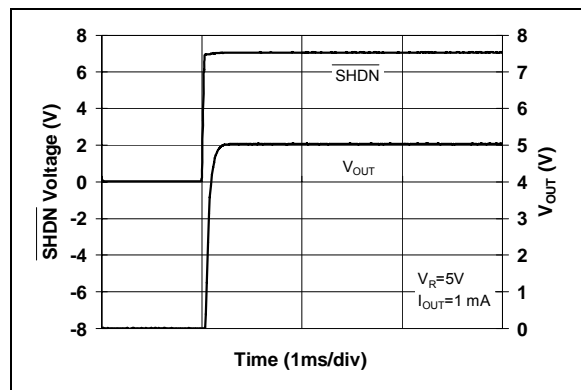 8
6
4
2
0
-2
-4
-6
-8
SHDN Voltage (V)
SHDN
VOUT
VR=5V
IOUT=1 mA
8
7
6
5
4
3
2
1
0
VOUT (V)
Time (1ms/div)